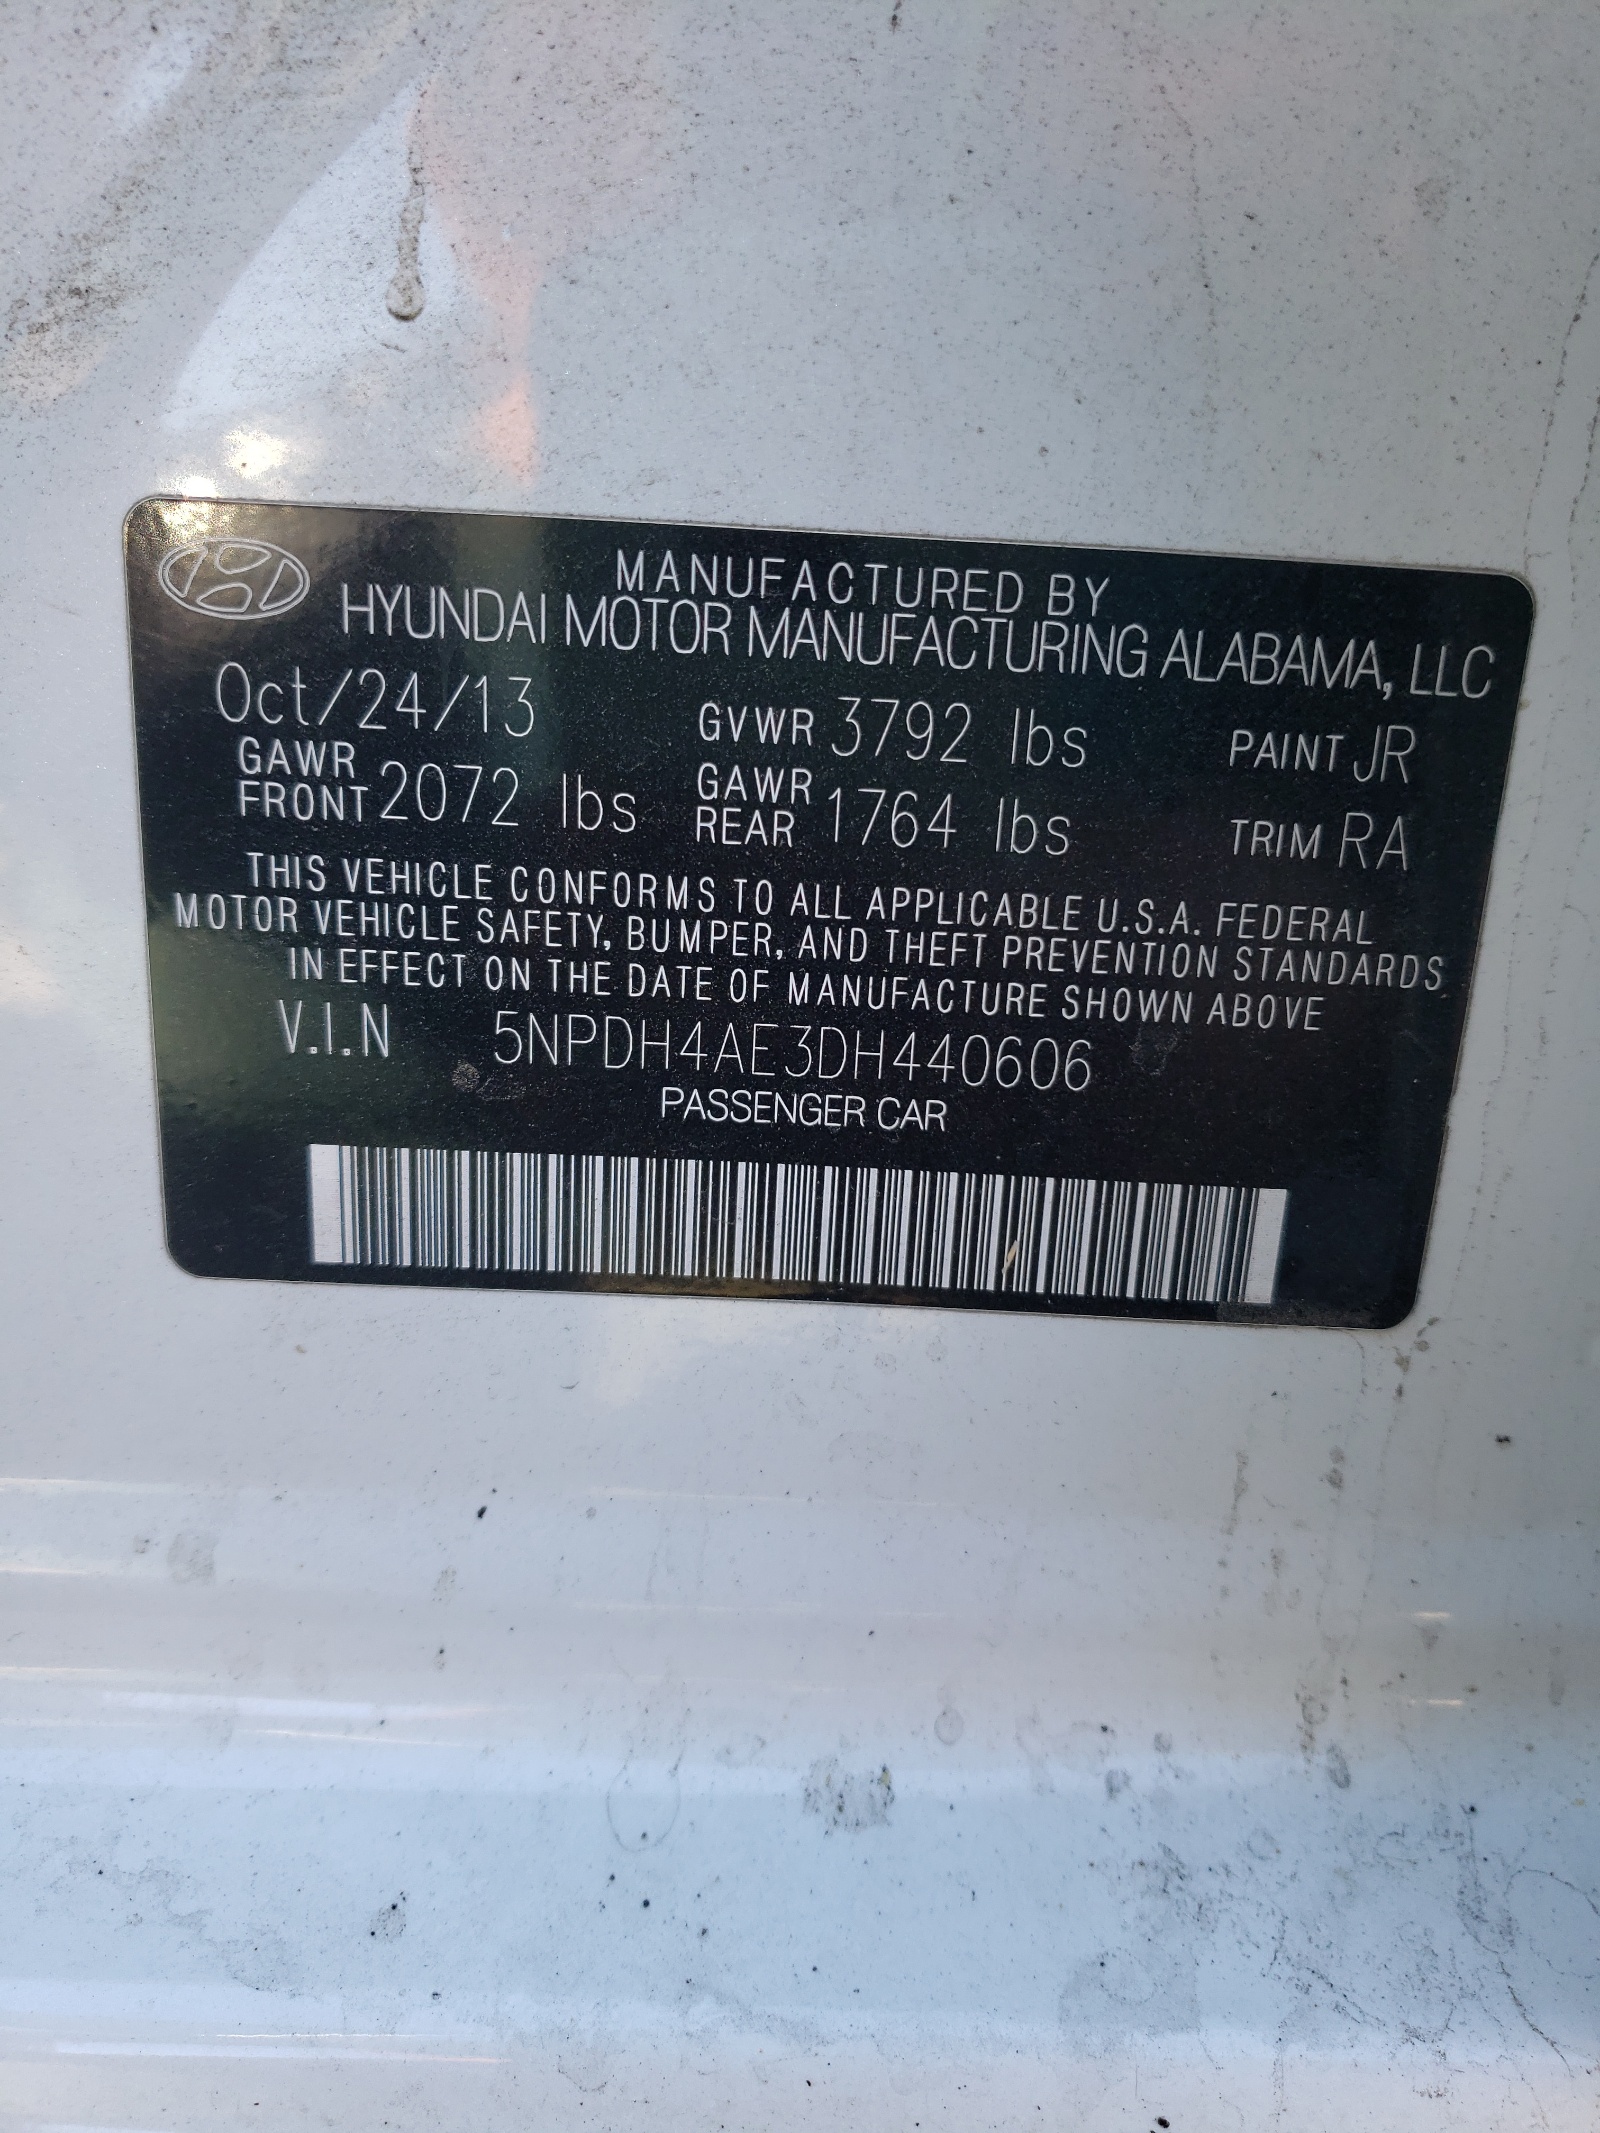 MANUFACTURED BY
HYUNDAI MOTOR MANUFACTURING ALABAMA, LLC
Oct/24/13 GVWR 3792 lbs PAINT JR
GAWR FRONT 2072 lbs GAWR REAR 1764 lbs TRIM RA
THIS VEHICLE CONFORMS TO ALL APPLICABLE U.S.A. FEDERAL
MOTOR VEHICLE SAFETY, BUMPER, AND THEFT PREVENTION STANDARDS
IN EFFECT ON THE DATE OF MANUFACTURE SHOWN ABOVE
V.I.N 5NPDH4AE3DH440606
PASSENGER CAR